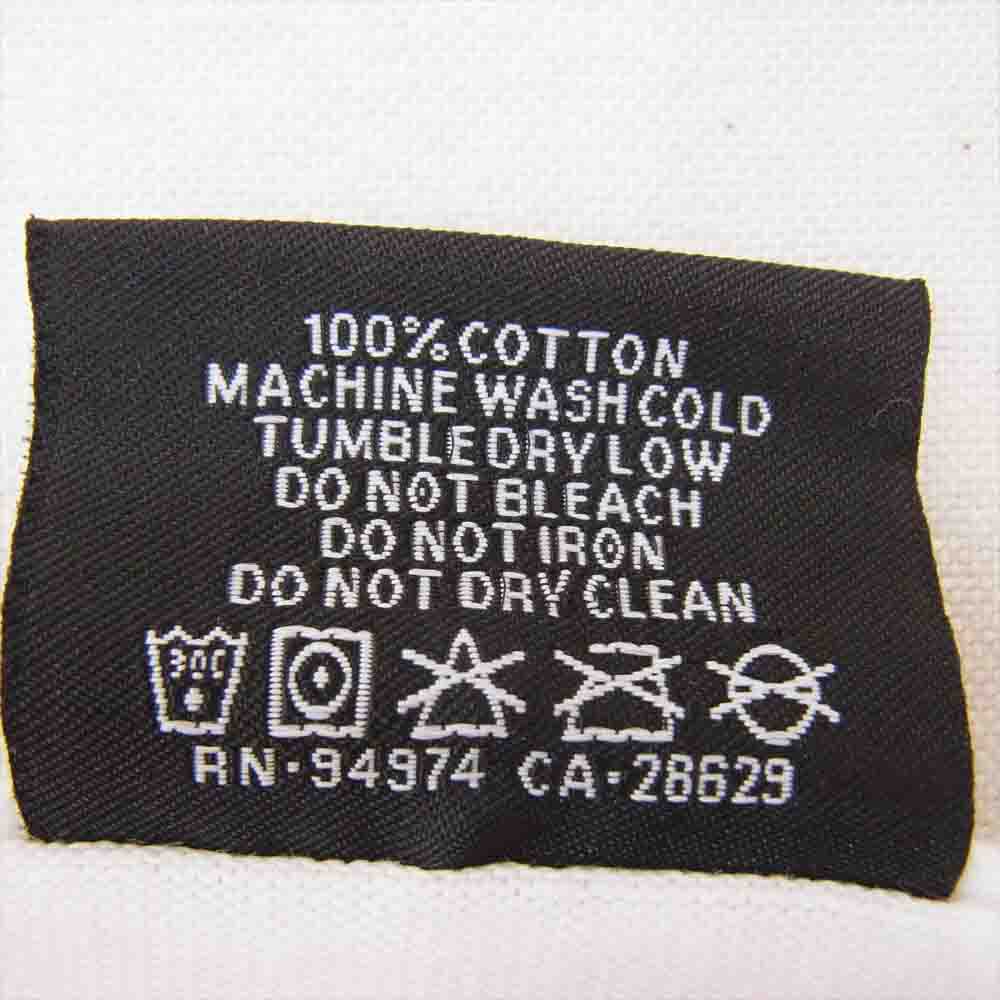 100% COTTON
MACHINE WASH COLD
TUMBLE DRY LOW
DO NOT BLEACH
DO NOT IRON
DO NOT DRY CLEAN
30C
RN·94974 CA·28629